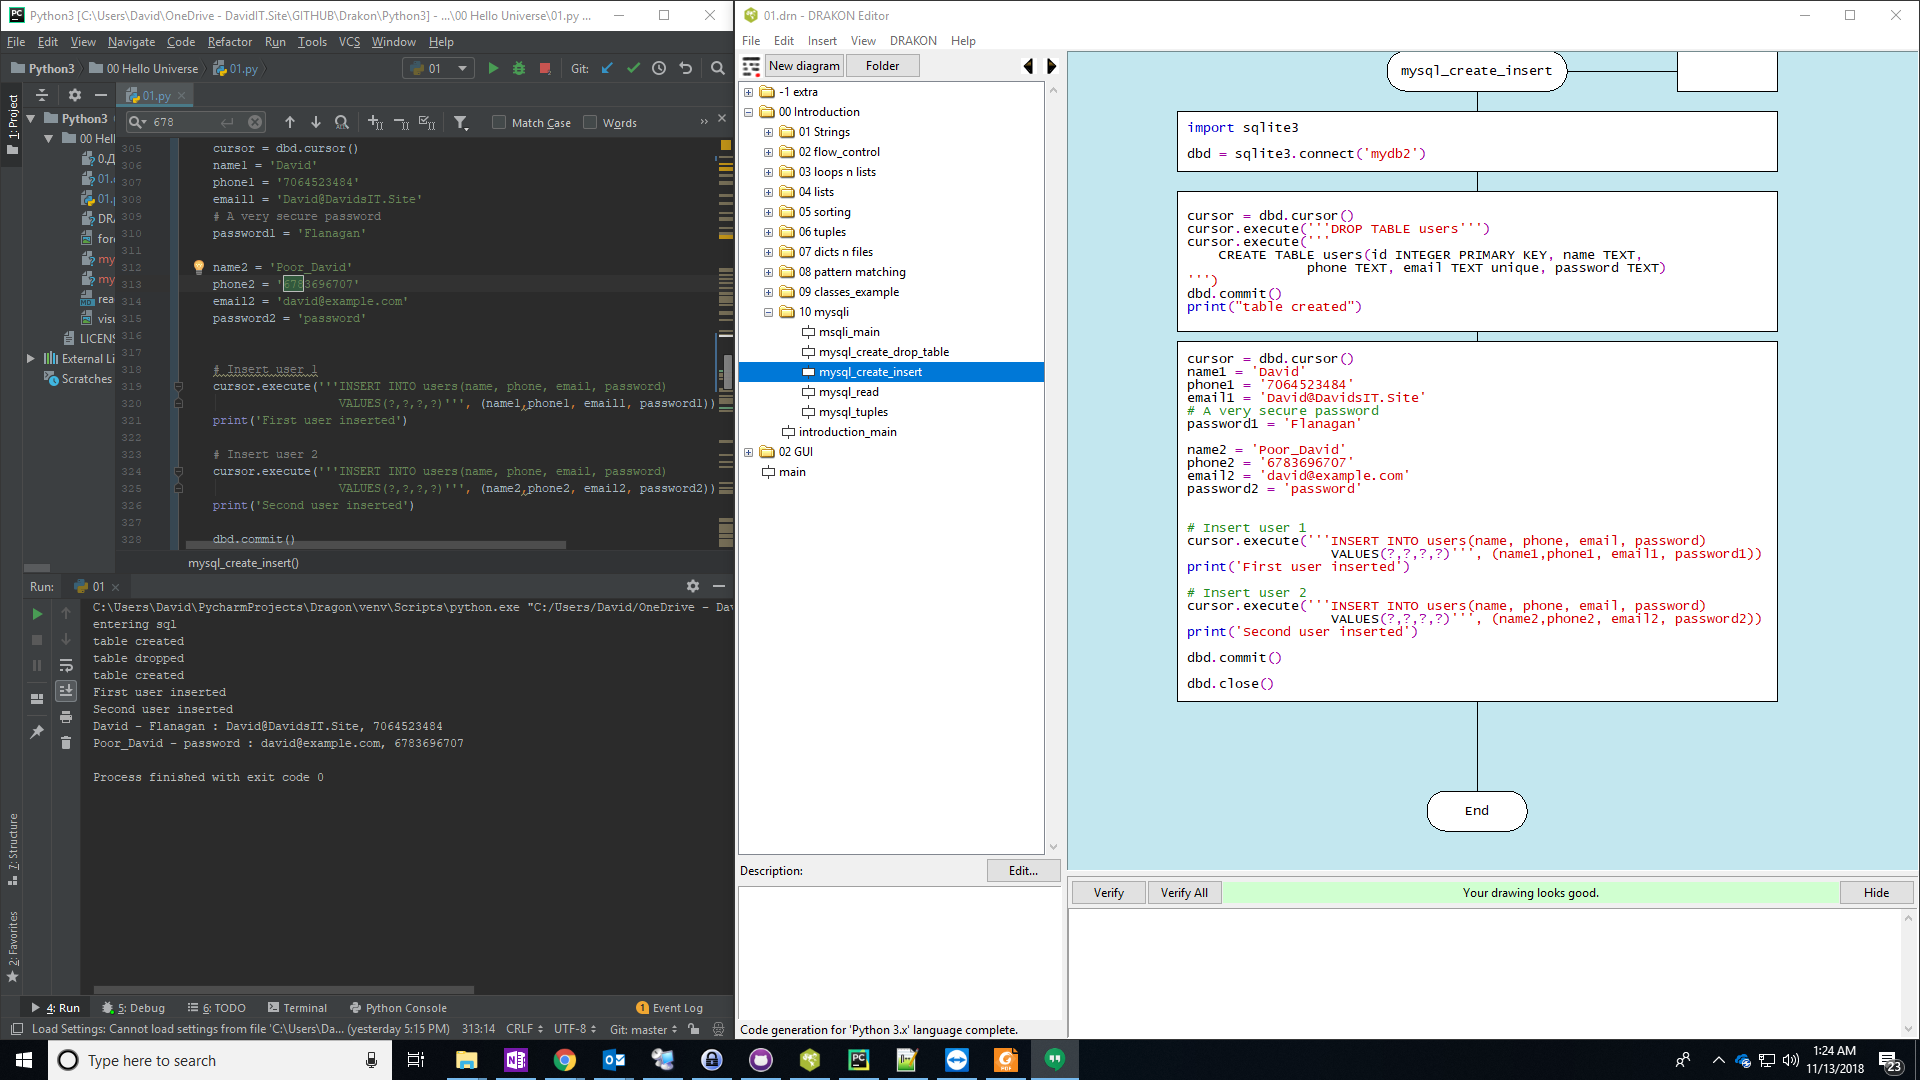 Python3 [C:\Users\David\OneDrive - DavidIT.Site\GITHUB\Drakon\Python3] - ...\00 Hello Universe\01.py ...
File Edit View Navigate Code Refactor Run Tools VCS Window Help
Python3 00 Hello Universe 01.py 01 Git:
1: Project
01.py
Python3
00 Hell
01.
01.p
DR
fore
my
my
rea
visu
LICENS
External Li
Scratches
678 Match Case Words
305 cursor = dbd.cursor()
306 name1 = 'David'
307 phone1 = '7064523484'
308 email1 = 'David@DavidsIT.Site'
309 # A very secure password
310 password1 = 'Flanagan'
311
312 name2 = 'Poor_David'
313 phone2 = '6783696707'
314 email2 = 'david@example.com'
315 password2 = 'password'
316
317
318 # Insert user 1
319 cursor.execute('''INSERT INTO users(name, phone, email, password)
320 VALUES(?,?,?,?)''', (name1,phone1, email1, password1))
321 print('First user inserted')
322
323 # Insert user 2
324 cursor.execute('''INSERT INTO users(name, phone, email, password)
325 VALUES(?,?,?,?)''', (name2,phone2, email2, password2))
326 print('Second user inserted')
327
328 dbd.commit()
mysql_create_insert()
Run: 01
C:\Users\David\PycharmProjects\Dragon\venv\Scripts\python.exe "C:/Users/David/OneDrive - Dav
entering sql
table created
table dropped
table created
First user inserted
Second user inserted
David - Flanagan : David@DavidsIT.Site, 7064523484
Poor_David - password : david@example.com, 6783696707
Process finished with exit code 0
7: Structure
2: Favorites
4: Run 5: Debug 6: TODO Terminal Python Console 1 Event Log
Load Settings: Cannot load settings from file 'C:\Users\Da... (yesterday 5:15 PM) 313:14 CRLF UTF-8 Git: master
01.drn - DRAKON Editor
File Edit Insert View DRAKON Help
New diagram Folder
-1 extra
00 Introduction
01 Strings
02 flow_control
03 loops n lists
04 lists
05 sorting
06 tuples
07 dicts n files
08 pattern matching
09 classes_example
10 mysqli
msqli_main
mysql_create_drop_table
mysql_create_insert
mysql_read
mysql_tuples
introduction_main
02 GUI
main
Description: Edit...
Code generation for 'Python 3.x' language complete.
mysql_create_insert
import sqlite3
dbd = sqlite3.connect('mydb2')
cursor = dbd.cursor()
cursor.execute('''DROP TABLE users''')
cursor.execute('''
CREATE TABLE users(id INTEGER PRIMARY KEY, name TEXT,
phone TEXT, email TEXT unique, password TEXT)
''')
dbd.commit()
print("table created")
cursor = dbd.cursor()
name1 = 'David'
phone1 = '7064523484'
email1 = 'David@DavidsIT.Site'
# A very secure password
password1 = 'Flanagan'
name2 = 'Poor_David'
phone2 = '6783696707'
email2 = 'david@example.com'
password2 = 'password'
# Insert user 1
cursor.execute('''INSERT INTO users(name, phone, email, password)
VALUES(?,?,?,?)''', (name1,phone1, email1, password1))
print('First user inserted')
# Insert user 2
cursor.execute('''INSERT INTO users(name, phone, email, password)
VALUES(?,?,?,?)''', (name2,phone2, email2, password2))
print('Second user inserted')
dbd.commit()
dbd.close()
End
Verify Verify All Your drawing looks good. Hide
Type here to search
1:24 AM
11/13/2018
23